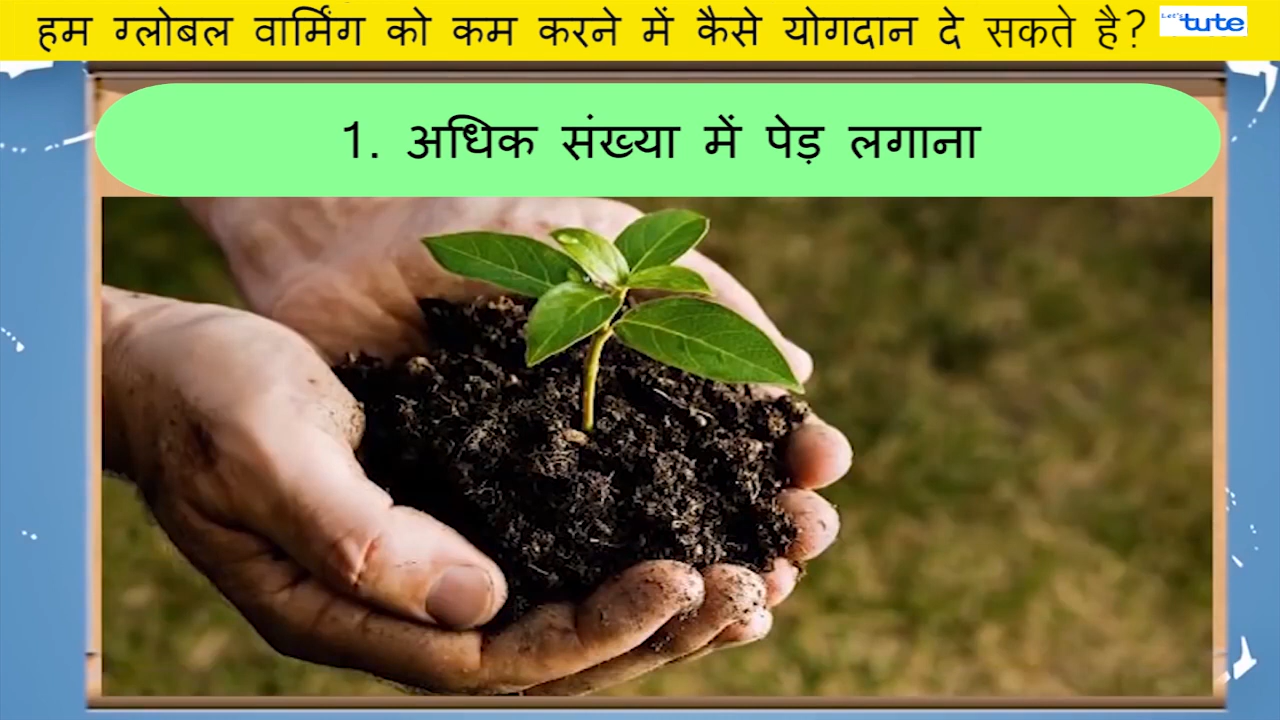 हम ग्लोबल वार्मिंग को कम करने में कैसे योगदान दे सकते है?
Let's tute
1. अधिक संख्या में पेड़ लगाना